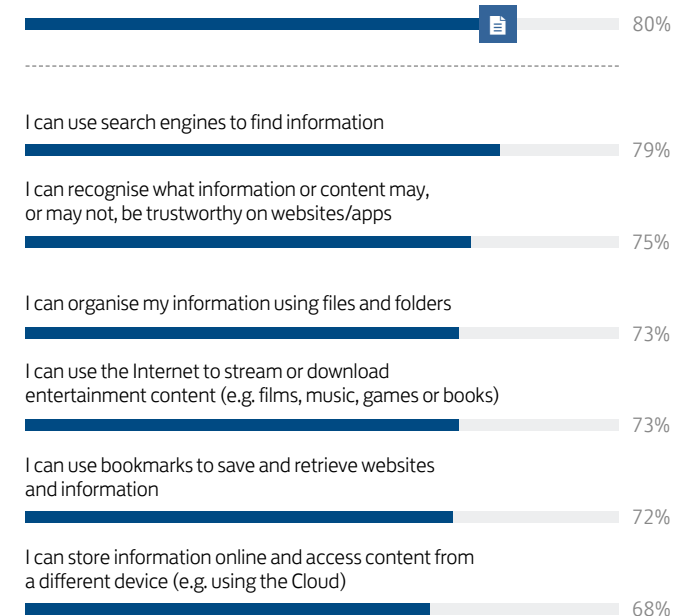 80%
I can use search engines to find information
79%
I can recognise what information or content may,
or may not, be trustworthy on websites/apps
75%
I can organise my information using files and folders
73%
I can use the Internet to stream or download
entertainment content (e.g. films, music, games or books)
73%
I can use bookmarks to save and retrieve websites
and information
72%
I can store information online and access content from
a different device (e.g. using the Cloud)
68%